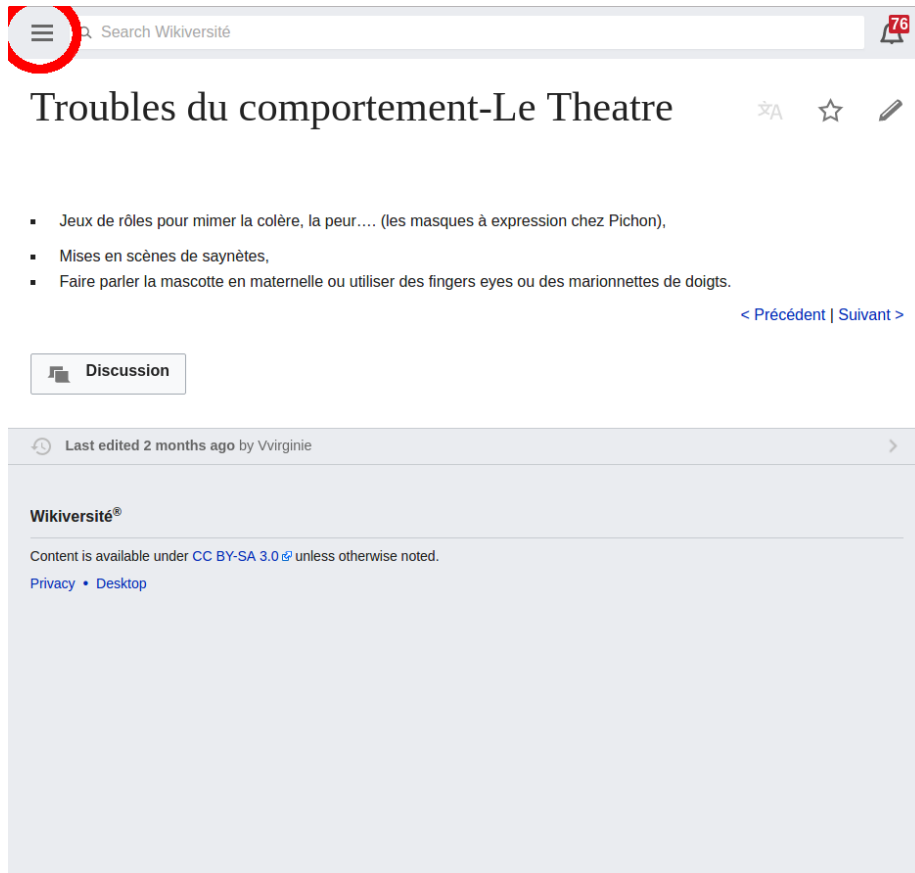 Search Wikiversité
76
Troubles du comportement-Le Theatre
Jeux de rôles pour mimer la colère, la peur…. (les masques à expression chez Pichon),
Mises en scènes de saynètes,
Faire parler la mascotte en maternelle ou utiliser des fingers eyes ou des marionnettes de doigts.
< Précédent | Suivant >
Discussion
Last edited 2 months ago by Vvirginie
Wikiversité®
Content is available under CC BY-SA 3.0 unless otherwise noted.
Privacy • Desktop